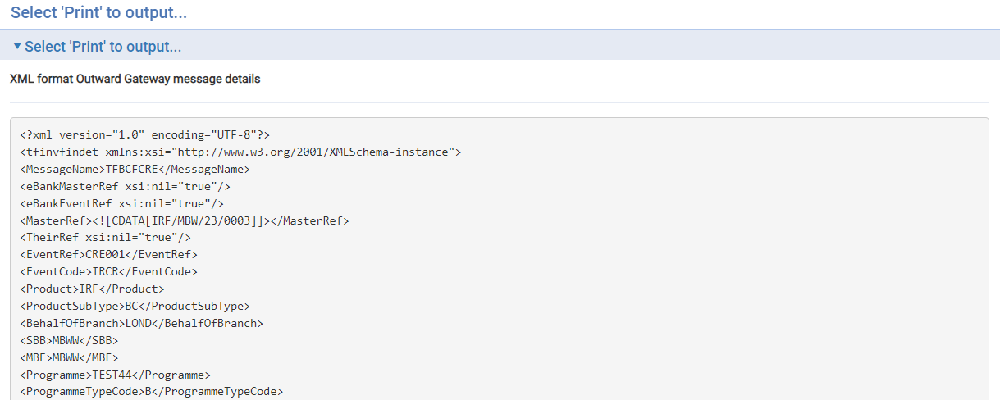 Select 'Print' to output...
Select 'Print' to output...
XML format Outward Gateway message details
<?xml version="1.0" encoding="UTF-8"?>
<tfinvfindet xmlns:xsi="http://www.w3.org/2001/XMLSchema-instance">
<MessageName>TFBCFCRE</MessageName>
<eBankMasterRef xsi:nil="true"/>
<eBankEventRef xsi:nil="true"/>
<MasterRef><![CDATA[IRF/MBW/23/0003]]></MasterRef>
<TheirRef xsi:nil="true"/>
<EventRef>CRE001</EventRef>
<EventCode>IRCR</EventCode>
<Product>IRF</Product>
<ProductSubType>BC</ProductSubType>
<BehalfOfBranch>LOND</BehalfOfBranch>
<SBB>MBWW</SBB>
<MBE>MBWW</MBE>
<Programme>TEST44</Programme>
<ProgrammeTypeCode>B</ProgrammeTypeCode>